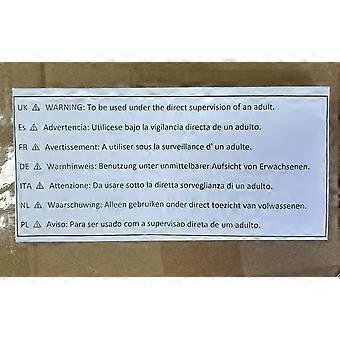 UK ⚠ WARNING: To be used under the direct supervision of an adult.
Es ⚠ Advertencia: Utilicese bajo la vigilancia directa de un adulto.
FR ⚠ Avertissement: A utiliser sous la surveillance d' un adulto.
DE ⚠ Warnhinweis: Benutzung unter unmittelbarer Aufsicht von Erwachsenen.
ITA ⚠ Attenzione: Da usare sotto la diretta sorveglianza di un adulto.
NL ⚠ Waarschuwing: Alleen gebruiken onder direct toezicht van volwassenen.
PL ⚠ Aviso: Para ser usado com a supervisao direta de um adulto.